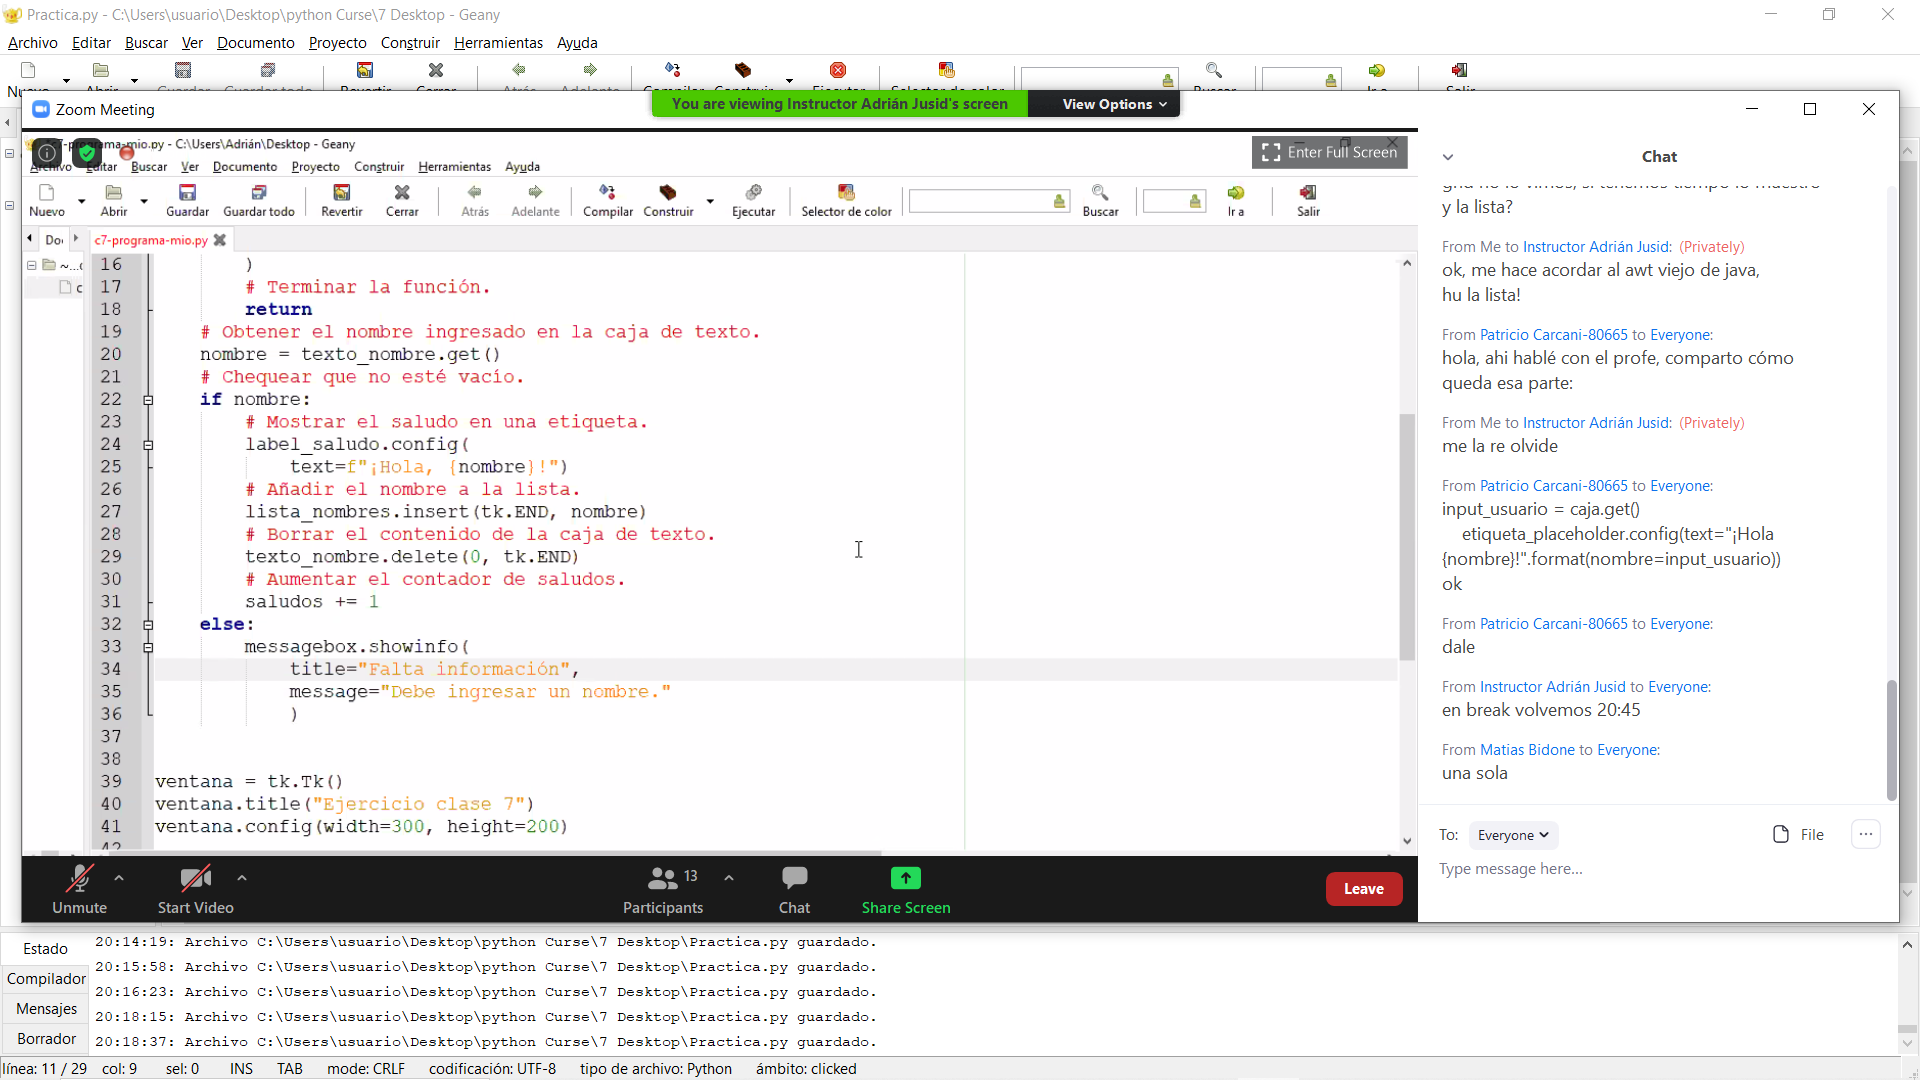 Practica.py - C:\Users\usuario\Desktop\python Curse\7 Desktop - Geany
Archivo Editar Buscar Ver Documento Proyecto Construir Herramientas Ayuda
Zoom Meeting
You are viewing Instructor Adrián Jusid's screen
View Options
c7-programa-mio.py - C:\Users\Adrián\Desktop - Geany
Enter Full Screen
Archivo Editar Buscar Ver Documento Proyecto Construir Herramientas Ayuda
Nuevo Abrir Guardar Guardar todo Revertir Cerrar Atrás Adelante Compilar Construir Ejecutar Selector de color Buscar Ir a Salir
c7-programa-mio.py
16 )
17 # Terminar la función.
18 return
19 # Obtener el nombre ingresado en la caja de texto.
20 nombre = texto_nombre.get()
21 # Chequear que no esté vacío.
22 if nombre:
23 # Mostrar el saludo en una etiqueta.
24 label_saludo.config(
25 text=f"¡Hola, {nombre}!")
26 # Añadir el nombre a la lista.
27 lista_nombres.insert(tk.END, nombre)
28 # Borrar el contenido de la caja de texto.
29 texto_nombre.delete(0, tk.END)
30 # Aumentar el contador de saludos.
31 saludos += 1
32 else:
33 messagebox.showinfo(
34 title="Falta información",
35 message="Debe ingresar un nombre."
36 )
37
38
39 ventana = tk.Tk()
40 ventana.title("Ejercicio clase 7")
41 ventana.config(width=300, height=200)
Unmute
Start Video
13
Participants
Chat
Share Screen
Leave
Chat
y la lista?
From Me to Instructor Adrián Jusid: (Privately)
ok, me hace acordar al awt viejo de java,
hu la lista!
From Patricio Carcani-80665 to Everyone:
hola, ahi hablé con el profe, comparto cómo
queda esa parte:
From Me to Instructor Adrián Jusid: (Privately)
me la re olvide
From Patricio Carcani-80665 to Everyone:
input_usuario = caja.get()
etiqueta_placeholder.config(text="¡Hola
{nombre}!".format(nombre=input_usuario))
ok
From Patricio Carcani-80665 to Everyone:
dale
From Instructor Adrián Jusid to Everyone:
en break volvemos 20:45
From Matias Bidone to Everyone:
una sola
To: Everyone
File
Type message here...
Estado
Compilador
Mensajes
Borrador
20:14:19: Archivo C:\Users\usuario\Desktop\python Curse\7 Desktop\Practica.py guardado.
20:15:58: Archivo C:\Users\usuario\Desktop\python Curse\7 Desktop\Practica.py guardado.
20:16:23: Archivo C:\Users\usuario\Desktop\python Curse\7 Desktop\Practica.py guardado.
20:18:15: Archivo C:\Users\usuario\Desktop\python Curse\7 Desktop\Practica.py guardado.
20:18:37: Archivo C:\Users\usuario\Desktop\python Curse\7 Desktop\Practica.py guardado.
línea: 11 / 29 col: 9 sel: 0 INS TAB mode: CRLF codificación: UTF-8 tipo de archivo: Python ámbito: clicked